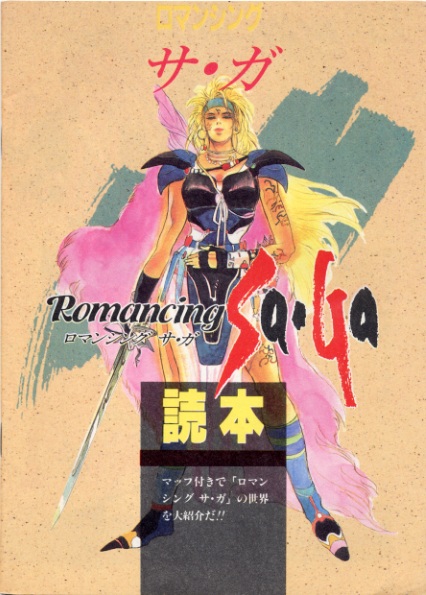 ロマンシング
サ・ガ
Romancing Sa・Ga
ロマンシング サ・ガ
読本
マップ付きで「ロマン
シング サ・ガ」の世界
を大紹介だ!!